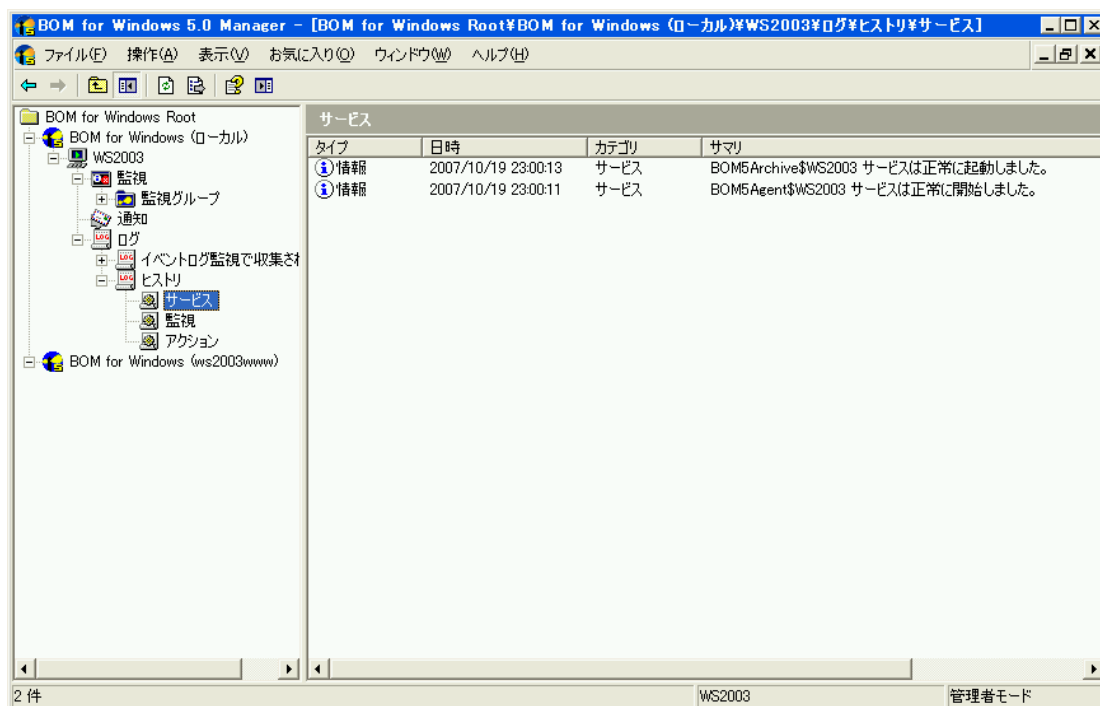 BOM for Windows 5.0 Manager - [BOM for Windows Root¥BOM for Windows (ローカル)¥WS2003¥ログ¥ヒストリ¥サービス]
ファイル(F) 操作(A) 表示(V) お気に入り(O) ウィンドウ(W) ヘルプ(H)
BOM for Windows Root
BOM for Windows (ローカル)
WS2003
監視
監視グループ
通知
ログ
イベントログ監視で収集され
ヒストリ
サービス
監視
アクション
BOM for Windows (ws2003www)
サービス
タイプ 日時 カテゴリ サマリ
情報 2007/10/19 23:00:13 サービス BOM5Archive$WS2003 サービスは正常に起動しました。
情報 2007/10/19 23:00:11 サービス BOM5Agent$WS2003 サービスは正常に開始しました。
2 件 WS2003 管理者モード